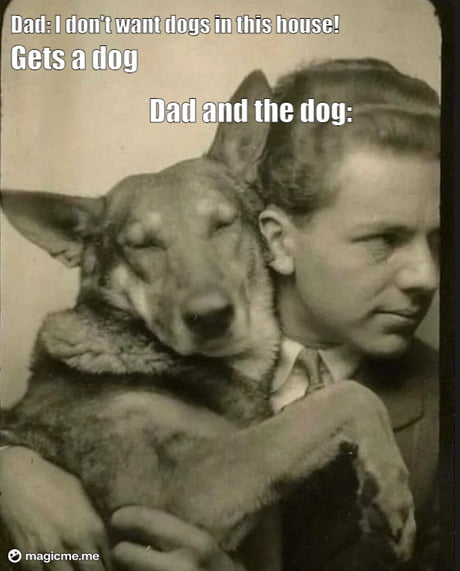 Dad: I don't want dogs in this house!
Gets a dog
Dad and the dog:
magicme.me